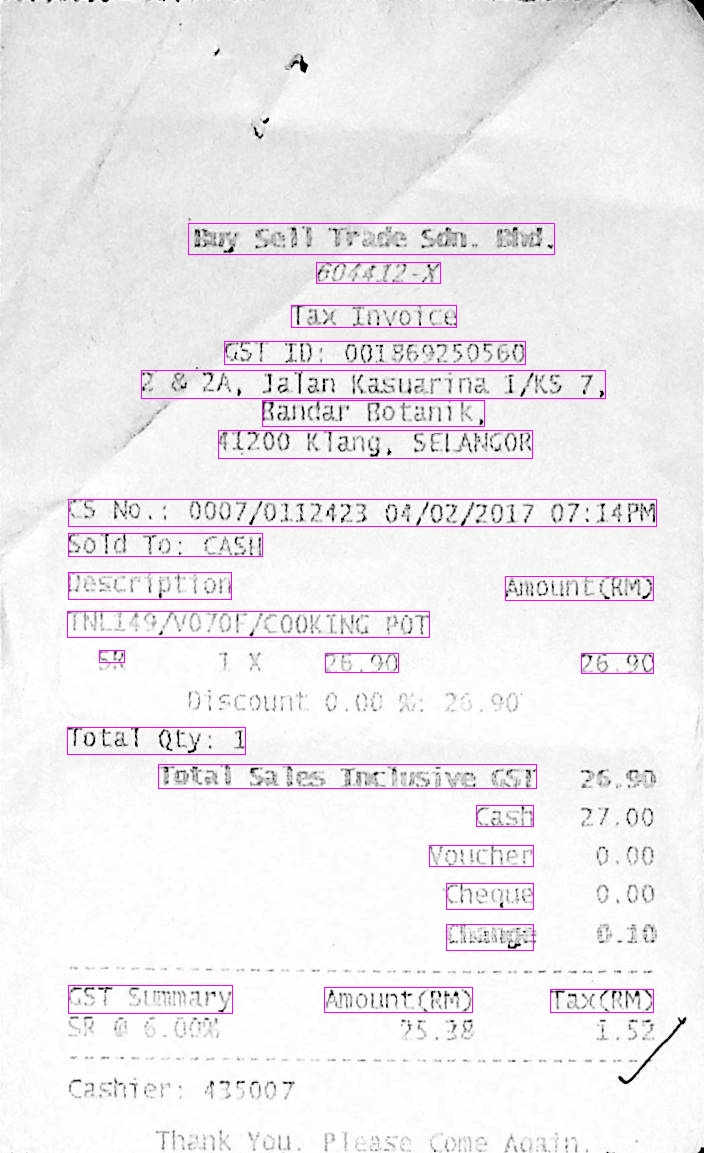 Buy Sell Trade Sdn. Bhd.
604412-X
Tax Invoice
GST ID: 001869250560
2 & 2A, Jalan Kasuarina 1/KS 7,
Bandar Botanik,
41200 Klang, SELANGOR
CS No.: 0007/0112423 04/02/2017 07:14PM
Sold To: CASH
Description Amount(RM)
TNL149/V070F/COOKING POT
SR 1 X 26.90 26.90
Discount 0.00 %: 26.90
Total Qty: 1
Total Sales Inclusive GST 26.90
Cash 27.00
Voucher 0.00
Cheque 0.00
Change 0.10
GST Summary Amount(RM) Tax(RM)
SR @ 6.00% 25.38 1.52
Cashier: 435007
Thank You. Please Come Again.